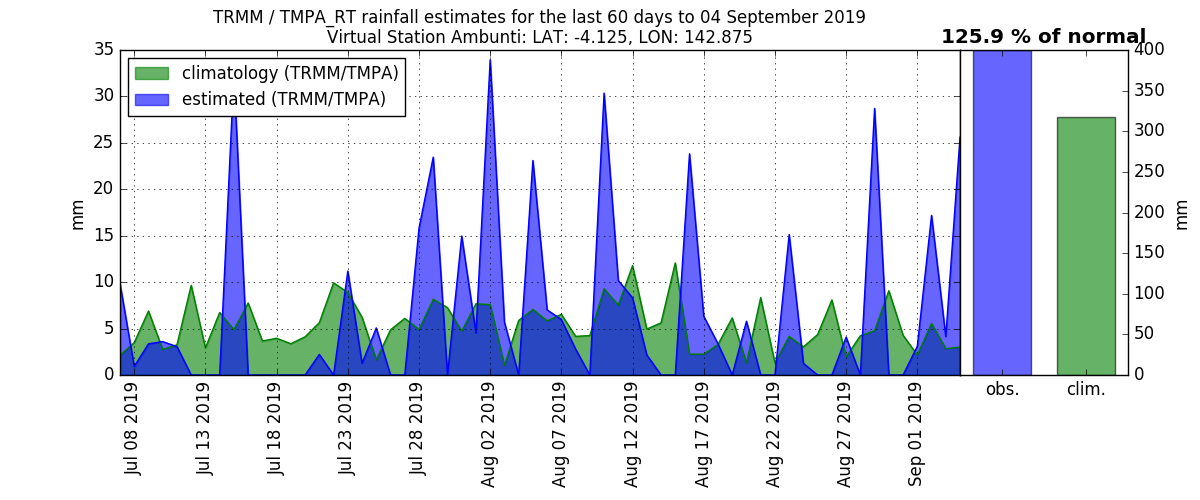 TRMM / TMPA_RT rainfall estimates for the last 60 days to 04 September 2019
Virtual Station Ambunti: LAT: -4.125, LON: 142.875
125.9 % of normal
climatology (TRMM/TMPA)
estimated (TRMM/TMPA)
mm
35
30
25
20
15
10
5
0
Jul 08 2019
Jul 13 2019
Jul 18 2019
Jul 23 2019
Jul 28 2019
Aug 02 2019
Aug 07 2019
Aug 12 2019
Aug 17 2019
Aug 22 2019
Aug 27 2019
Sep 01 2019
obs.
clim.
400
350
300
250
200
150
100
50
0
mm